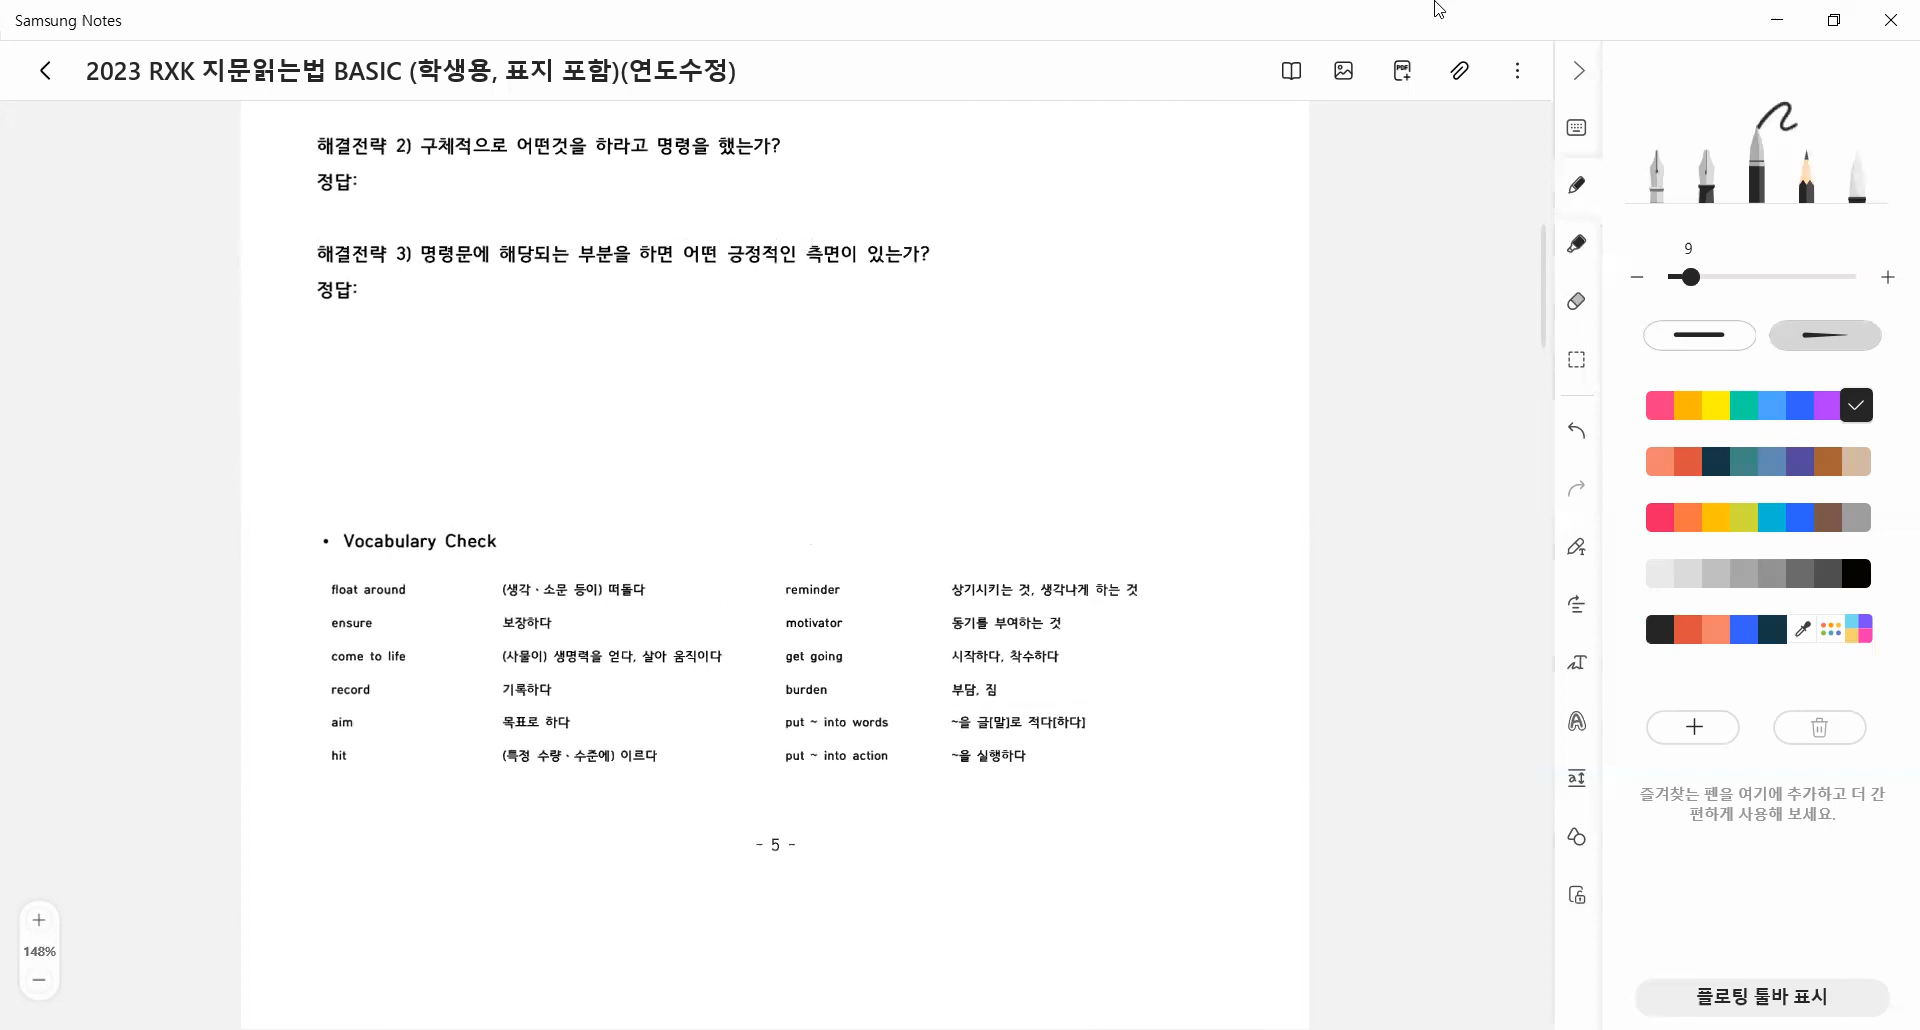 Samsung Notes
2023 RXK 지문읽는법 BASIC (학생용, 표지 포함)(연도수정)
해결전략 2) 구체적으로 어떤것을 하라고 명령을 했는가?
정답:
해결전략 3) 명령문에 해당되는 부분을 하면 어떤 긍정적인 측면이 있는가?
정답:
• Vocabulary Check
float around (생각·소문 등이) 떠돌다 reminder 상기시키는 것, 생각나게 하는 것
ensure 보장하다 motivator 동기를 부여하는 것
come to life (사물이) 생명력을 얻다, 살아 움직이다 get going 시작하다, 착수하다
record 기록하다 burden 부담, 짐
aim 목표로 하다 put ~ into words ~을 글[말]로 적다[하다]
hit (특정 수량·수준에) 이르다 put ~ into action ~을 실행하다
- 5 -
148%
PDF
9
즐겨찾는 펜을 여기에 추가하고 더 간
편하게 사용해 보세요.
플로팅 툴바 표시